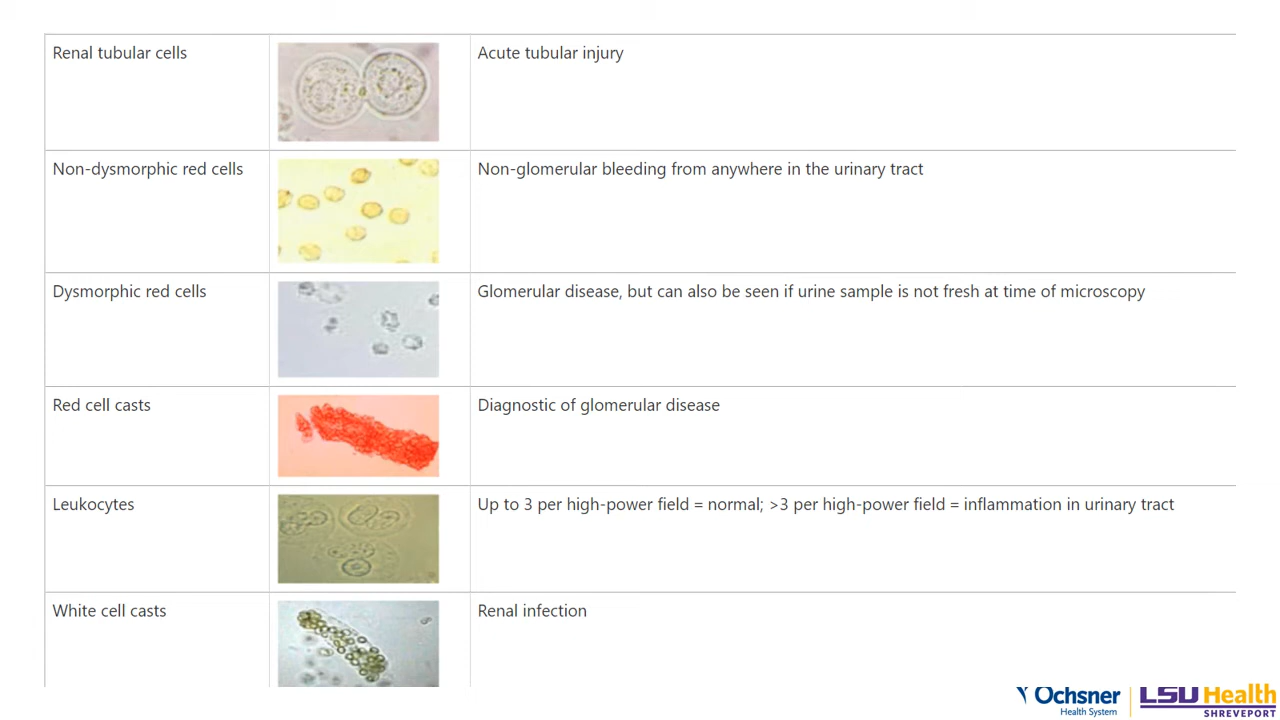 Renal tubular cells
Acute tubular injury
Non-dysmorphic red cells
Non-glomerular bleeding from anywhere in the urinary tract
Dysmorphic red cells
Glomerular disease, but can also be seen if urine sample is not fresh at time of microscopy
Red cell casts
Diagnostic of glomerular disease
Leukocytes
Up to 3 per high-power field = normal; >3 per high-power field = inflammation in urinary tract
White cell casts
Renal infection
Ochsner
Health System
LSU Health
SHREVEPORT